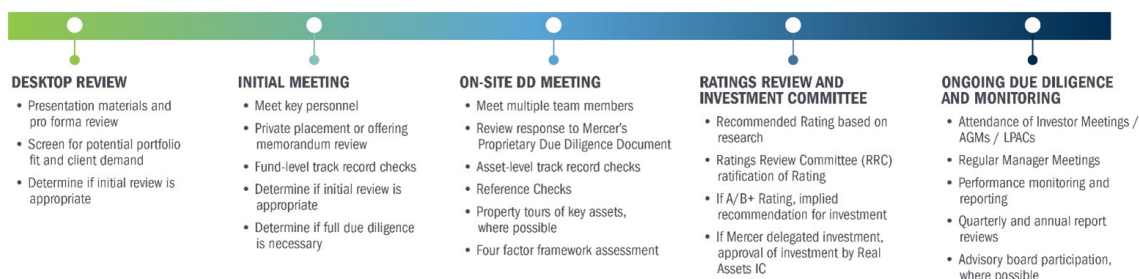 DESKTOP REVIEW
• Presentation materials and
pro forma review
• Screen for potential portfolio
fit and client demand
• Determine if initial review is
appropriate
INITIAL MEETING
• Meet key personnel
• Private placement or offering
memorandum review
• Fund-level track record checks
• Determine if initial review is
appropriate
• Determine if full due diligence
is necessary
ON-SITE DD MEETING
• Meet multiple team members
• Review response to Mercer's
Proprietary Due Diligence Document
• Asset-level track record checks
• Reference Checks
• Property tours of key assets,
where possible
• Four factor framework assessment
RATINGS REVIEW AND
INVESTMENT COMMITTEE
• Recommended Rating based on
research
• Ratings Review Committee (RRC)
ratification of Rating
• If A/B+ Rating, implied
recommendation for investment
• If Mercer delegated investment,
approval of investment by Real
Assets IC
ONGOING DUE DILIGENCE
AND MONITORING
• Attendance of Investor Meetings /
AGMs / LPACs
• Regular Manager Meetings
• Performance monitoring and
reporting
• Quarterly and annual report
reviews
• Advisory board participation,
where possible